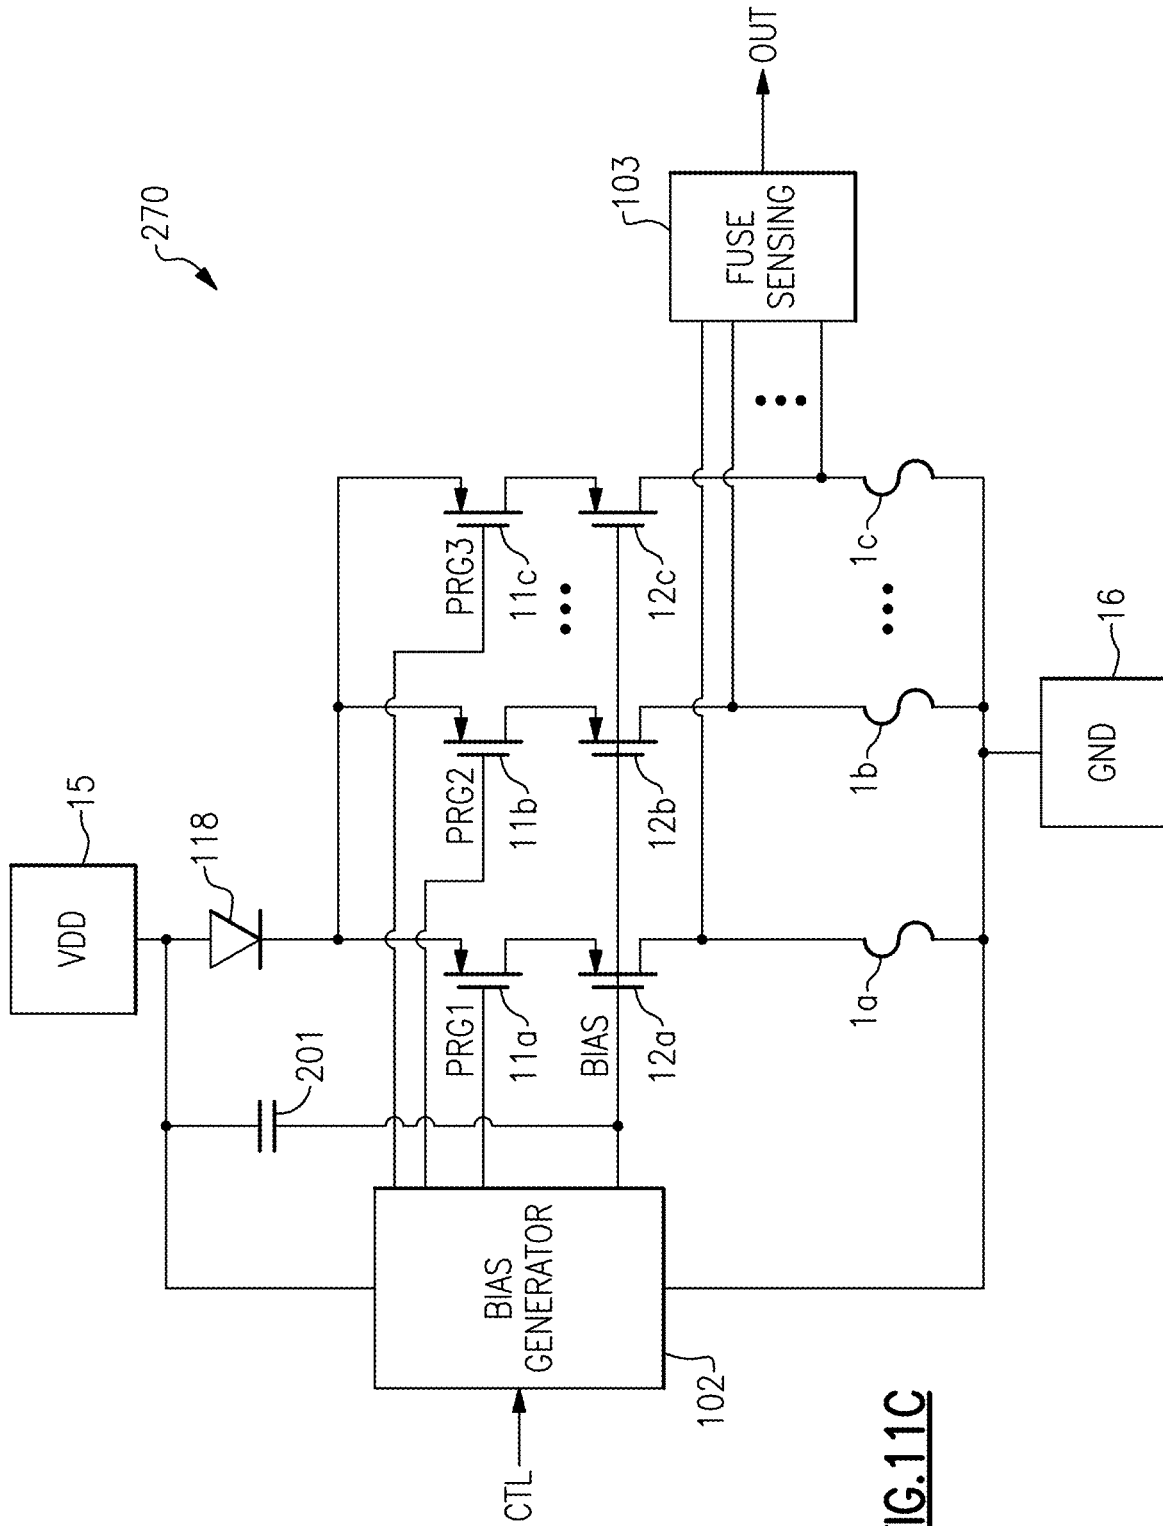 270
VDD
15
118
201
CTL
BIAS
GENERATOR
102
PRG1
11a
PRG2
11b
PRG3
11c
BIAS
12a
12b
12c
FUSE
SENSING
103
OUT
1a
1b
1c
GND
16
FIG.11C